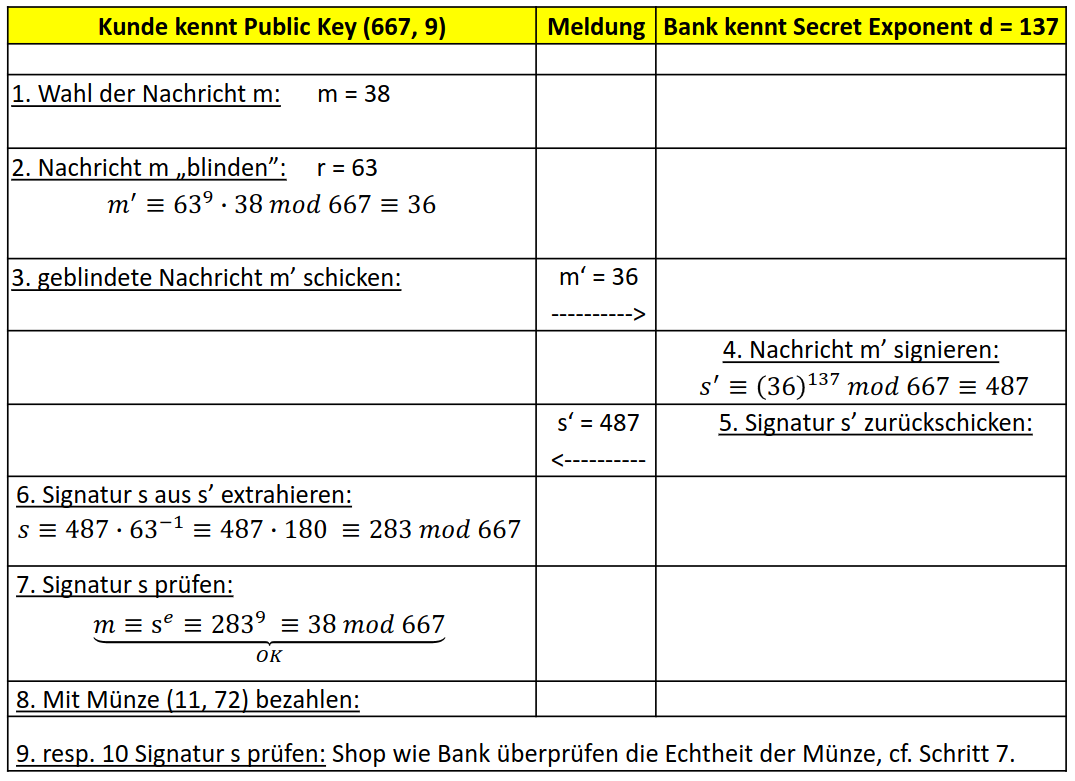 Kunde kennt Public Key (667, 9) Meldung Bank kennt Secret Exponent d = 137
1. Wahl der Nachricht m: m = 38
2. Nachricht m „blinden”: r = 63
m′ ≡ 63⁹ · 38 mod 667 ≡ 36
3. geblindete Nachricht m’ schicken: m‘ = 36
---------->
4. Nachricht m’ signieren:
s′ ≡ (36)¹³⁷ mod 667 ≡ 487
s‘ = 487 5. Signatur s’ zurückschicken:
<----------
6. Signatur s aus s’ extrahieren:
s ≡ 487 · 63⁻¹ ≡ 487 · 180 ≡ 283 mod 667
7. Signatur s prüfen:
m ≡ sᵉ ≡ 283⁹ ≡ 38 mod 667
OK
8. Mit Münze (11, 72) bezahlen:
9. resp. 10 Signatur s prüfen: Shop wie Bank überprüfen die Echtheit der Münze, cf. Schritt 7.